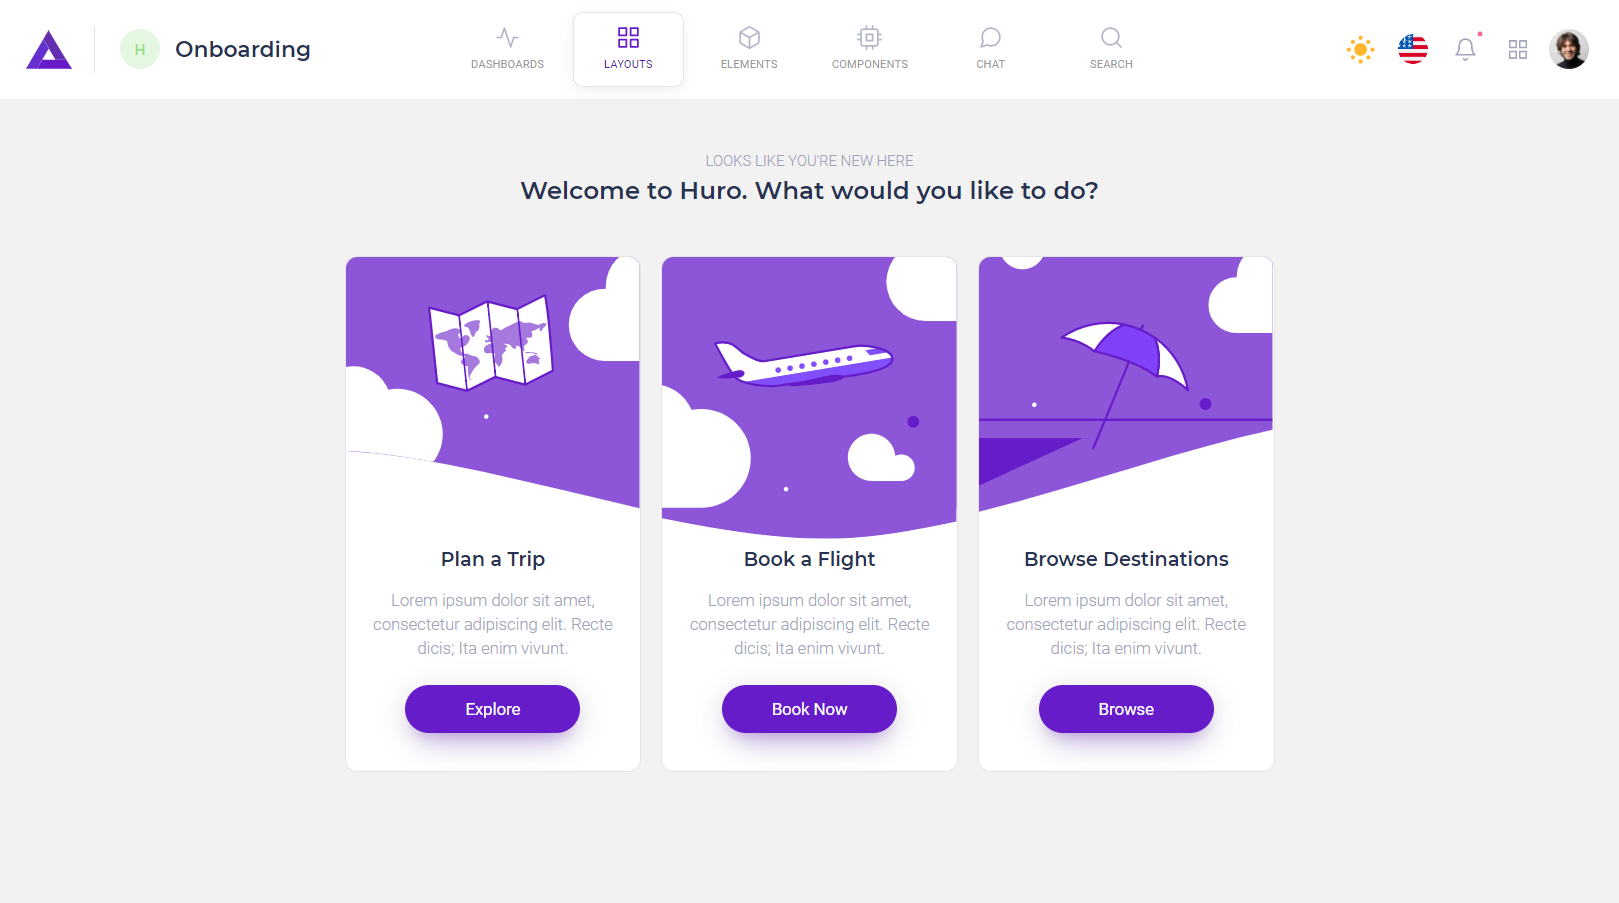 H
Onboarding
DASHBOARDS
LAYOUTS
ELEMENTS
COMPONENTS
CHAT
SEARCH
LOOKS LIKE YOU'RE NEW HERE
Welcome to Huro. What would you like to do?
Plan a Trip
Lorem ipsum dolor sit amet,
consectetur adipiscing elit. Recte
dicis; Ita enim vivunt.
Explore
Book a Flight
Lorem ipsum dolor sit amet,
consectetur adipiscing elit. Recte
dicis; Ita enim vivunt.
Book Now
Browse Destinations
Lorem ipsum dolor sit amet,
consectetur adipiscing elit. Recte
dicis; Ita enim vivunt.
Browse